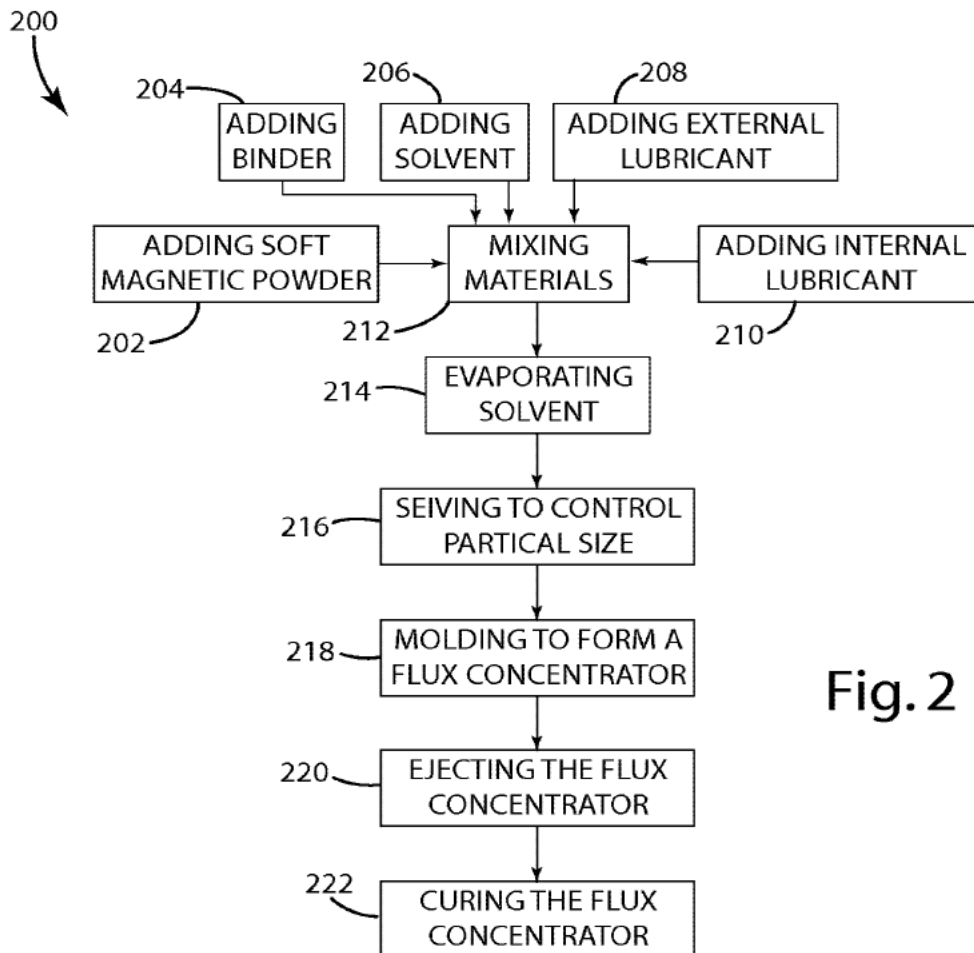 200
204
206
208
ADDING
BINDER
ADDING
SOLVENT
ADDING EXTERNAL
LUBRICANT
ADDING SOFT
MAGNETIC POWDER
MIXING
MATERIALS
ADDING INTERNAL
LUBRICANT
202
212
210
214
EVAPORATING
SOLVENT
216
SEIVING TO CONTROL
PARTICAL SIZE
218
MOLDING TO FORM A
FLUX CONCENTRATOR
Fig. 2
220
EJECTING THE FLUX
CONCENTRATOR
222
CURING THE FLUX
CONCENTRATOR